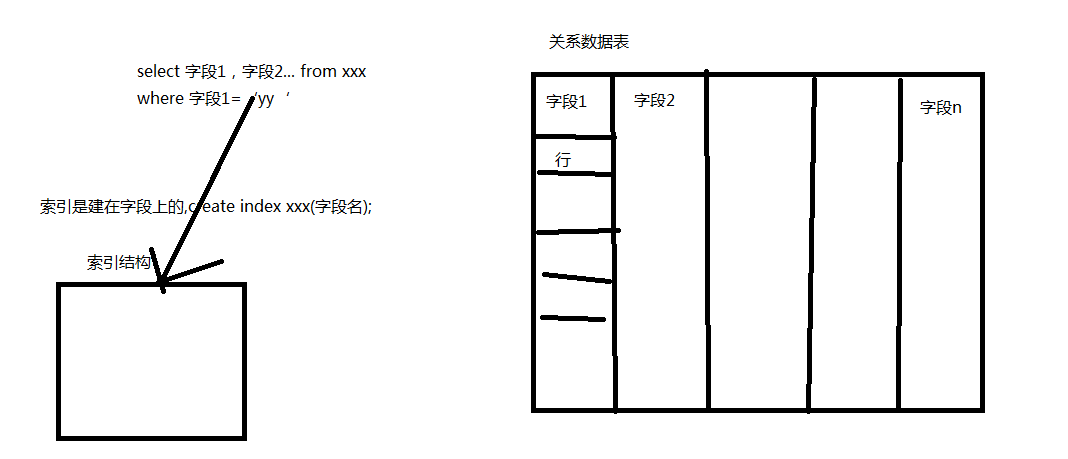 select 字段1，字段2... from xxx
where 字段1=‘yy‘
索引是建在字段上的,create index xxx(字段名);
索引结构
关系数据表
字段1 字段2 字段n
行